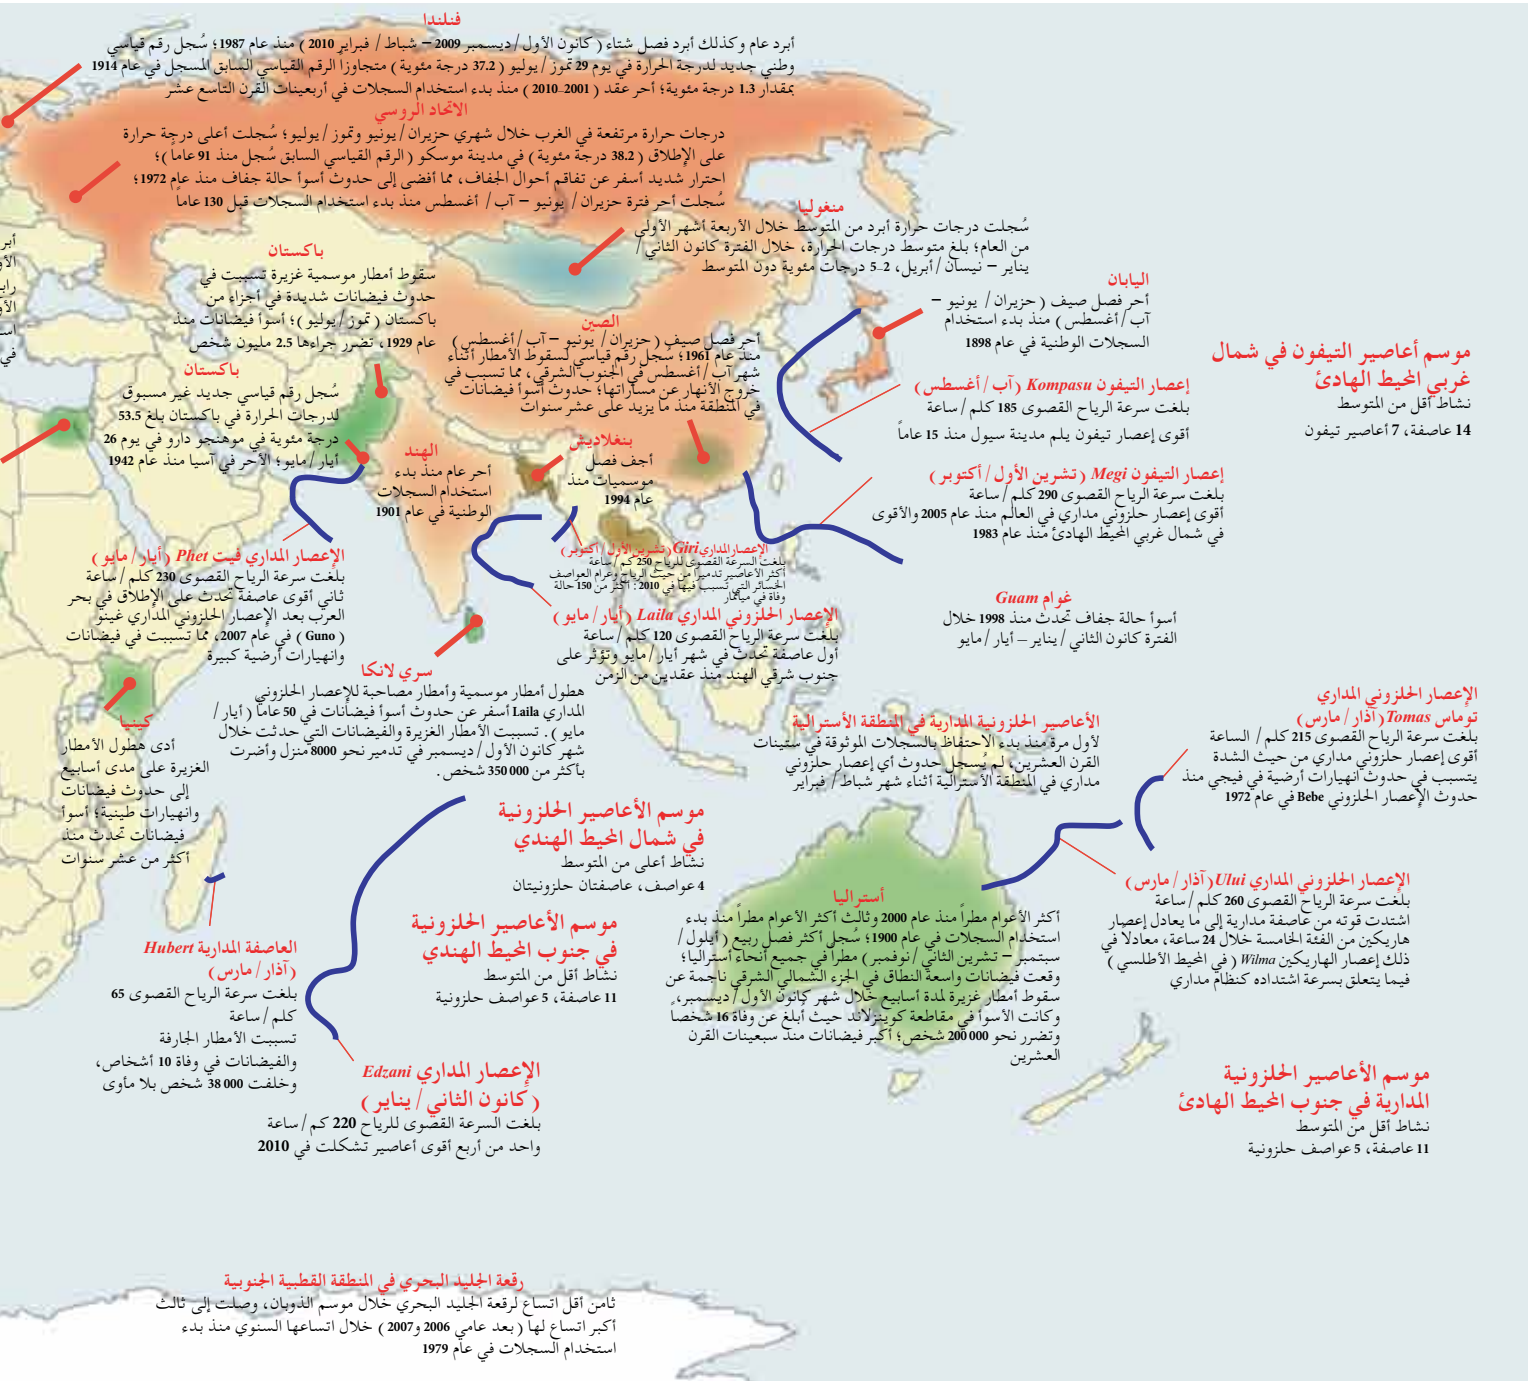 فنلندا
أبرد عام وكذلك أبرد فصل شتاء (كانون الأول/ديسمبر 2009 – شباط/ فبراير 2010) منذ عام 1987؛ سُجل رقم قياسي
وطني جديد لدرجة الحرارة في يوم 29 تموز/يوليو (37.2 درجة مئوية) متجاوزاً الرقم القياسي السابق المسجل في عام 1914
بمقدار 1.3 درجة مئوية؛ أحر عقد (2001-2010) منذ بدء استخدام السجلات في أربعينات القرن التاسع عشر
الاتحاد الروسي
درجات حرارة مرتفعة في الغرب خلال شهري حزيران/يونيو وتموز/يوليو؛ سُجلت أعلى درجة حرارة
على الإطلاق (38.2 درجة مئوية) في مدينة موسكو (الرقم القياسي السابق سُجل منذ 91 عاماً)؛
احترار شديد أسفر عن تفاقم أحوال الجفاف، مما أفضى إلى حدوث أسوأ حالة جفاف منذ عام 1972؛
سُجلت أحر فترة حزيران/ يونيو – آب/ أغسطس منذ بدء استخدام السجلات قبل 130 عاماً
منغوليا
سُجلت درجات حرارة أبرد من المتوسط خلال الأربعة أشهر الأولى
من العام؛ بلغ متوسط درجات الحرارة، خلال الفترة كانون الثاني/
يناير – نيسان/أبريل، 2-5 درجات مئوية دون المتوسط
باكستان
سقوط أمطار موسمية غزيرة تسببت في
حدوث فيضانات شديدة في أجزاء من
باكستان (تموز/يوليو)؛ أسوأ فيضانات منذ
عام 1929، تضرر جراءها 2.5 مليون شخص
اليابان
أحر فصل صيف (حزيران/ يونيو –
آب/أغسطس) منذ بدء استخدام
السجلات الوطنية في عام 1898
الصين
أحر فصل صيف (حزيران/ يونيو – آب/أغسطس)
منذ عام 1961؛ سُجل رقم قياسي لسقوط الأمطار أثناء
شهر آب/أغسطس في الجنوب الشرقي، مما تسبب في
خروج الأنهار عن مساراتها؛ حدوث أسوأ فيضانات
في المنطقة منذ ما يزيد على عشر سنوات
موسم أعاصير التيفون في شمال
غربي المحيط الهادئ
نشاط أقل من المتوسط
14 عاصفة، 7 أعاصير تيفون
باكستان
سُجل رقم قياسي جديد غير مسبوق
لدرجات الحرارة في باكستان بلغ 53.5
درجة مئوية في موهنجو دارو في يوم 26
أيار/مايو؛ الأحر في آسيا منذ عام 1942
إعصار التيفون Kompasu (آب/أغسطس)
بلغت سرعة الرياح القصوى 185 كلم/ساعة
أقوى إعصار تيفون يلم مدينة سيول منذ 15 عاماً
الهند
أحر عام منذ بدء
استخدام السجلات
الوطنية في عام 1901
بنغلاديش
أجف فصل
موسميات منذ
عام 1994
إعصار التيفون Megi (تشرين الأول/أكتوبر)
بلغت سرعة الرياح القصوى 290 كلم/ساعة
أقوى إعصار حلزوني مداري في العالم منذ عام 2005 والأقوى
في شمال غربي المحيط الهادئ منذ عام 1983
الإعصار المداري فيت Phet (أيار/مايو)
بلغت سرعة الرياح القصوى 230 كلم/ساعة
ثاني أقوى عاصفة تحدث على الإطلاق في بحر
العرب بعد الإعصار الحلزوني المداري غينو
(Guno) في عام 2007، مما تسببت في فيضانات
وانهيارات أرضية كبيرة
الإعصار المداري Giri (تشرين الأول/أكتوبر)
بلغت السرعة القصوى للرياح 250 كم/ساعة
أكثر الأعاصير تدميراً من حيث الرياح وعرام العواصف
الخسائر التي تسبب فيها في 2010: أكثر من 150 حالة
وفاة في ميانمار
الإعصار الحلزوني المداري Laila (أيار/مايو)
بلغت سرعة الرياح القصوى 120 كلم/ساعة
أول عاصفة تحدث في شهر أيار/مايو وتؤثر على
جنوب شرقي الهند منذ عقدين من الزمن
غوام Guam
أسوأ حالة جفاف تحدث منذ 1998 خلال
الفترة كانون الثاني/يناير – أيار/مايو
سري لانكا
هطول أمطار موسمية وأمطار مصاحبة للإعصار الحلزوني
المداري Laila أسفر عن حدوث أسوأ فيضانات في 50 عاماً (أيار/
مايو). تسببت الأمطار الغزيرة والفيضانات التي حدثت خلال
شهر كانون الأول/ديسمبر في تدمير نحو 8000 منزل وأضرت
بأكثر من 350 000 شخص.
كينيا
أدى هطول الأمطار
الغزيرة على مدى أسابيع
إلى حدوث فيضانات
وانهيارات طينية؛ أسوأ
فيضانات تحدث منذ
أكثر من عشر سنوات
الأعاصير الحلزونية المدارية في المنطقة الأسترالية
لأول مرة منذ بدء الاحتفاظ بالسجلات الموثوقة في ستينات
القرن العشرين، لم يُسجل حدوث أي إعصار حلزوني
مداري في المنطقة الأسترالية أثناء شهر شباط/ فبراير
الإعصار الحلزوني المداري
توماس Tomas (آذار/مارس)
بلغت سرعة الرياح القصوى 215 كلم/ الساعة
أقوى إعصار حلزوني مداري من حيث الشدة
يتسبب في حدوث انهيارات أرضية في فيجي منذ
حدوث الإعصار الحلزوني Bebe في عام 1972
موسم الأعاصير الحلزونية
في شمال المحيط الهندي
نشاط أعلى من المتوسط
4 عواصف، عاصفتان حلزونيتان
موسم الأعاصير الحلزونية
في جنوب المحيط الهندي
نشاط أقل من المتوسط
11 عاصفة، 5 عواصف حلزونية
أستراليا
أكثر الأعوام مطراً منذ عام 2000 وثالث أكثر الأعوام مطراً منذ بدء
استخدام السجلات في عام 1900؛ سُجل أكثر فصل ربيع (أيلول/
سبتمبر – تشرين الثاني/نوفمبر) مطراً في جميع أنحاء أستراليا؛
وقعت فيضانات واسعة النطاق في الجزء الشمالي الشرقي ناجمة عن
سقوط أمطار غزيرة لمدة أسابيع خلال شهر كانون الأول/ديسمبر،
وكانت الأسوأ في مقاطعة كوينزلاند حيث أُبلغ عن وفاة 16 شخصاً
وتضرر نحو 200 000 شخص؛ أكبر فيضانات منذ سبعينات القرن
العشرين
الإعصار الحلزوني المداري Ului (آذار/مارس)
بلغت سرعة الرياح القصوى 260 كلم/ساعة
اشتدت قوته من عاصفة مدارية إلى ما يعادل إعصار
هاريكين من الفئة الخامسة خلال 24 ساعة، معادلاً في
ذلك إعصار الهاريكين Wilma (في المحيط الأطلسي)
فيما يتعلق بسرعة اشتداده كنظام مداري
العاصفة المدارية Hubert
(آذار/مارس)
بلغت سرعة الرياح القصوى 65
كلم/ساعة
تسببت الأمطار الجارفة
والفيضانات في وفاة 10 أشخاص،
وخلفت 38 000 شخص بلا مأوى
الإعصار المداري Edzani
(كانون الثاني/يناير)
بلغت السرعة القصوى للرياح 220 كم/ساعة
واحد من أربع أقوى أعاصير تشكلت في 2010
موسم الأعاصير الحلزونية
المدارية في جنوب المحيط الهادئ
نشاط أقل من المتوسط
11 عاصفة، 5 عواصف حلزونية
رقعة الجليد البحري في المنطقة القطبية الجنوبية
ثامن أقل اتساع لرقعة الجليد البحري خلال موسم الذوبان، وصلت إلى ثالث
أكبر اتساع لها (بعد عامي 2006 و2007) خلال اتساعها السنوي منذ بدء
استخدام السجلات في عام 1979